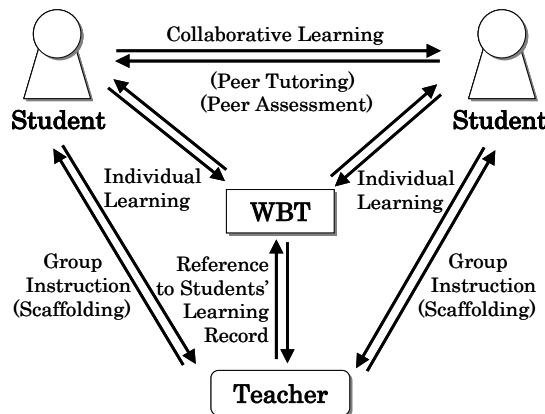 Collaborative Learning
(Peer Tutoring)
(Peer Assessment)
Student
Student
Individual
Learning
Individual
Learning
WBT
Group
Instruction
(Scaffolding)
Reference
to Students’
Learning
Record
Group
Instruction
(Scaffolding)
Teacher